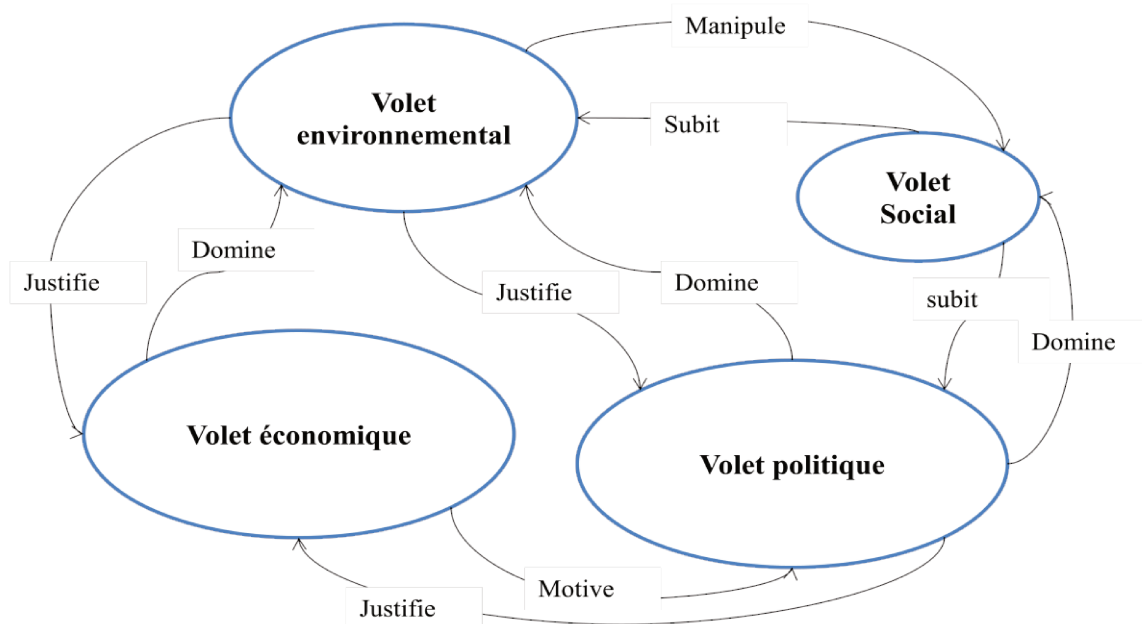 Manipule
Volet
environnemental
Subit
Volet
Social
Domine
Justifie
Justifie
Domine
subit
Domine
Volet économique
Volet politique
Motive
Justifie